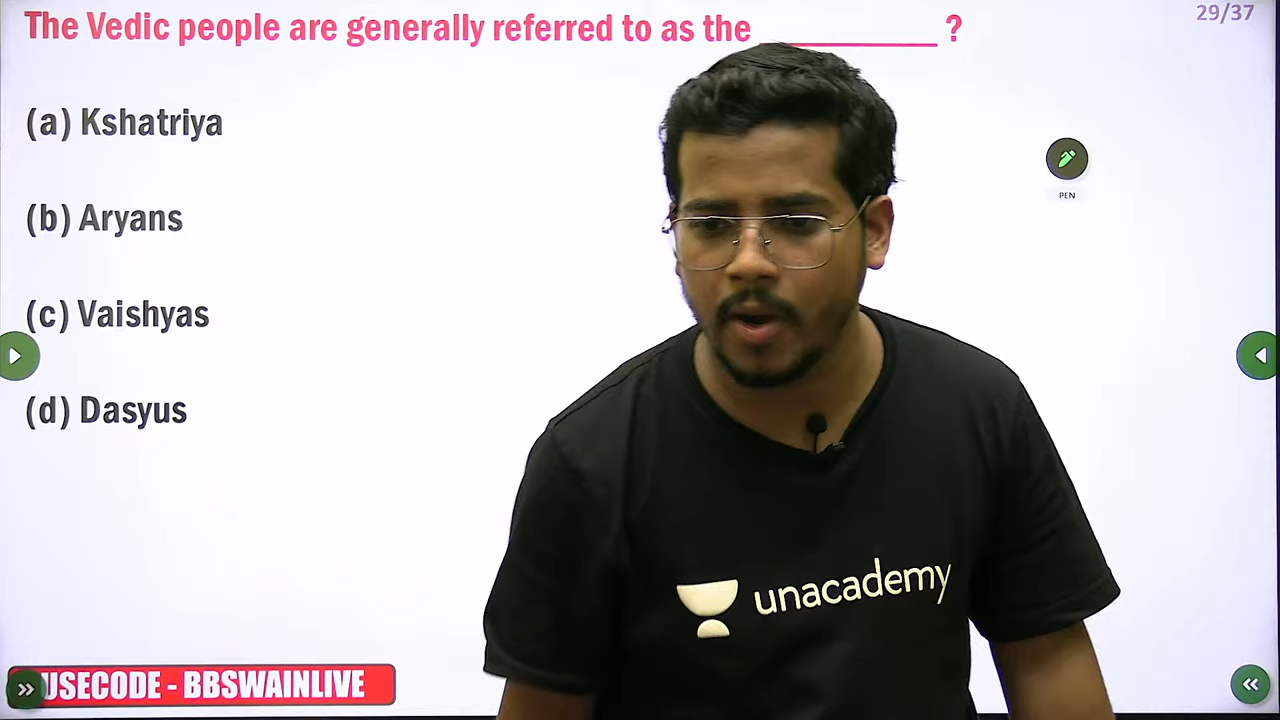 The Vedic people are generally referred to as the __________ ?
29/37
(a) Kshatriya
(b) Aryans
(c) Vaishyas
(d) Dasyus
PEN
unacademy
USECODE - BBSWAINLIVE